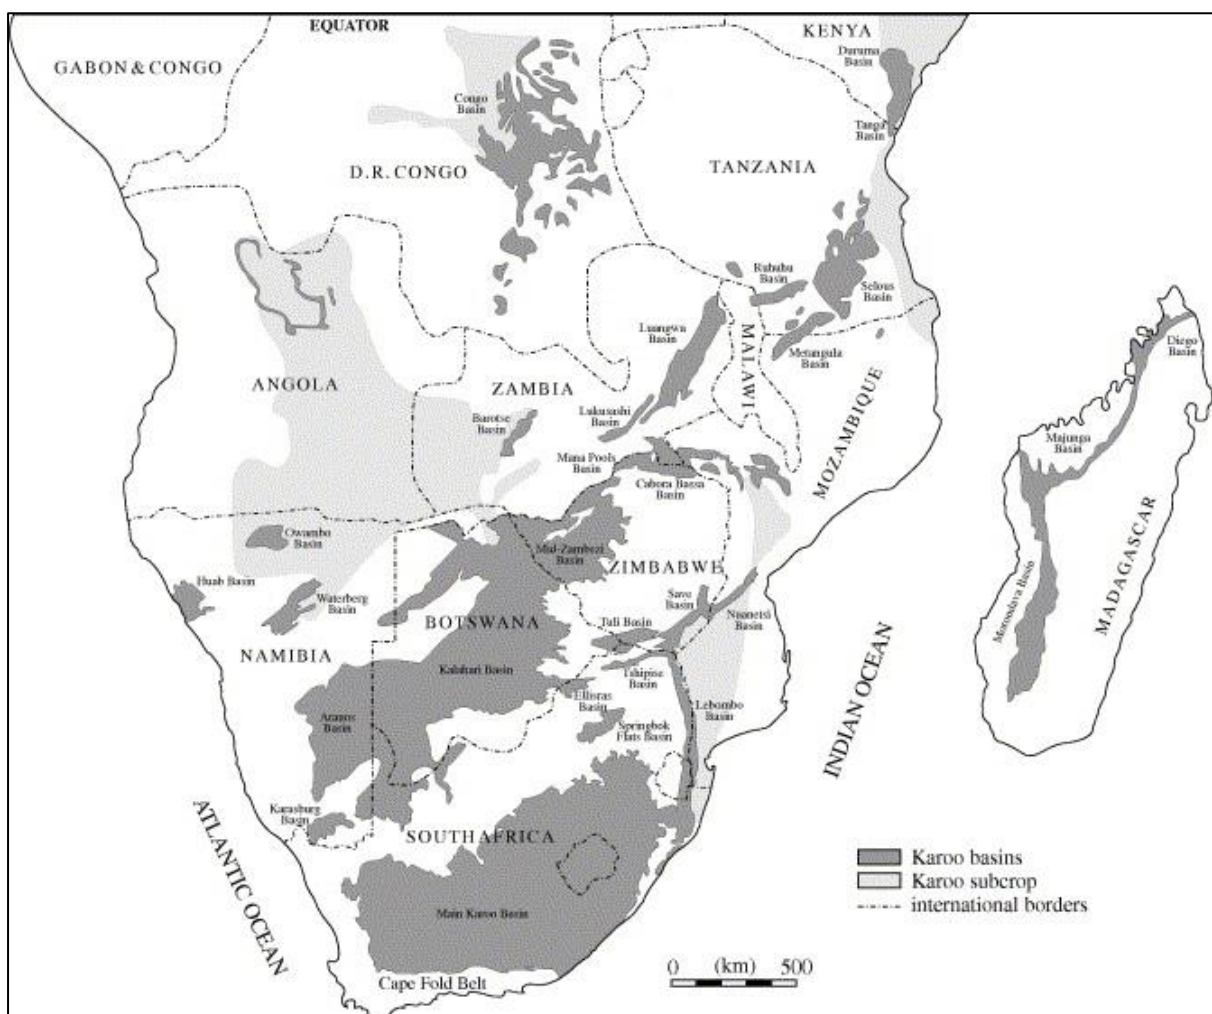 EQUATOR
KENYA
GABON & CONGO
Duruma
Basin
Congo
Basin
Tanga
Basin
D.R. CONGO
TANZANIA
Ruhuhu
Basin
Selous
Basin
Luangwa
Basin
MALAWI
Metangula
Basin
Diego
Basin
ANGOLA
ZAMBIA
Barotse
Basin
Lukusashi
Basin
MOZAMBIQUE
Majunga
Basin
Mana Pools
Basin
Cabora Bassa
Basin
Owambo
Basin
Mid-Zambezi
Basin
ZIMBABWE
Huab Basin
Waterberg
Basin
Save
Basin
Nuanetsi
Basin
MADAGASCAR
Morondava Basin
BOTSWANA
Tuli Basin
NAMIBIA
Kalahari Basin
Tshipise
Basin
Ellisras
Basin
Lebombo
Basin
Aranos
Basin
Springbok
Flats Basin
INDIAN OCEAN
Karasburg
Basin
SOUTH AFRICA
ATLANTIC OCEAN
Karoo basins
Karoo subcrop
international borders
Main Karoo Basin
Cape Fold Belt
0 (km) 500